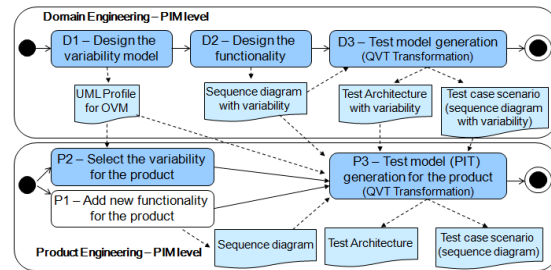 Domain Engineering – PIM level
D1 – Design the
variability model
D2 – Design the
functionality
D3 – Test model generation
(QVT Transformation)
UML Profile
for OVM
Sequence diagram
with variability
Test Architecture
with variability
Test case scenario
(sequence diagram
with variability)
P2 – Select the variability
for the product
P1 – Add new functionality
for the product
P3 – Test model (PIT)
generation for the product
(QVT Transformation)
Sequence diagram
Test Architecture
Test case scenario
(sequence diagram)
Product Engineering – PIM level